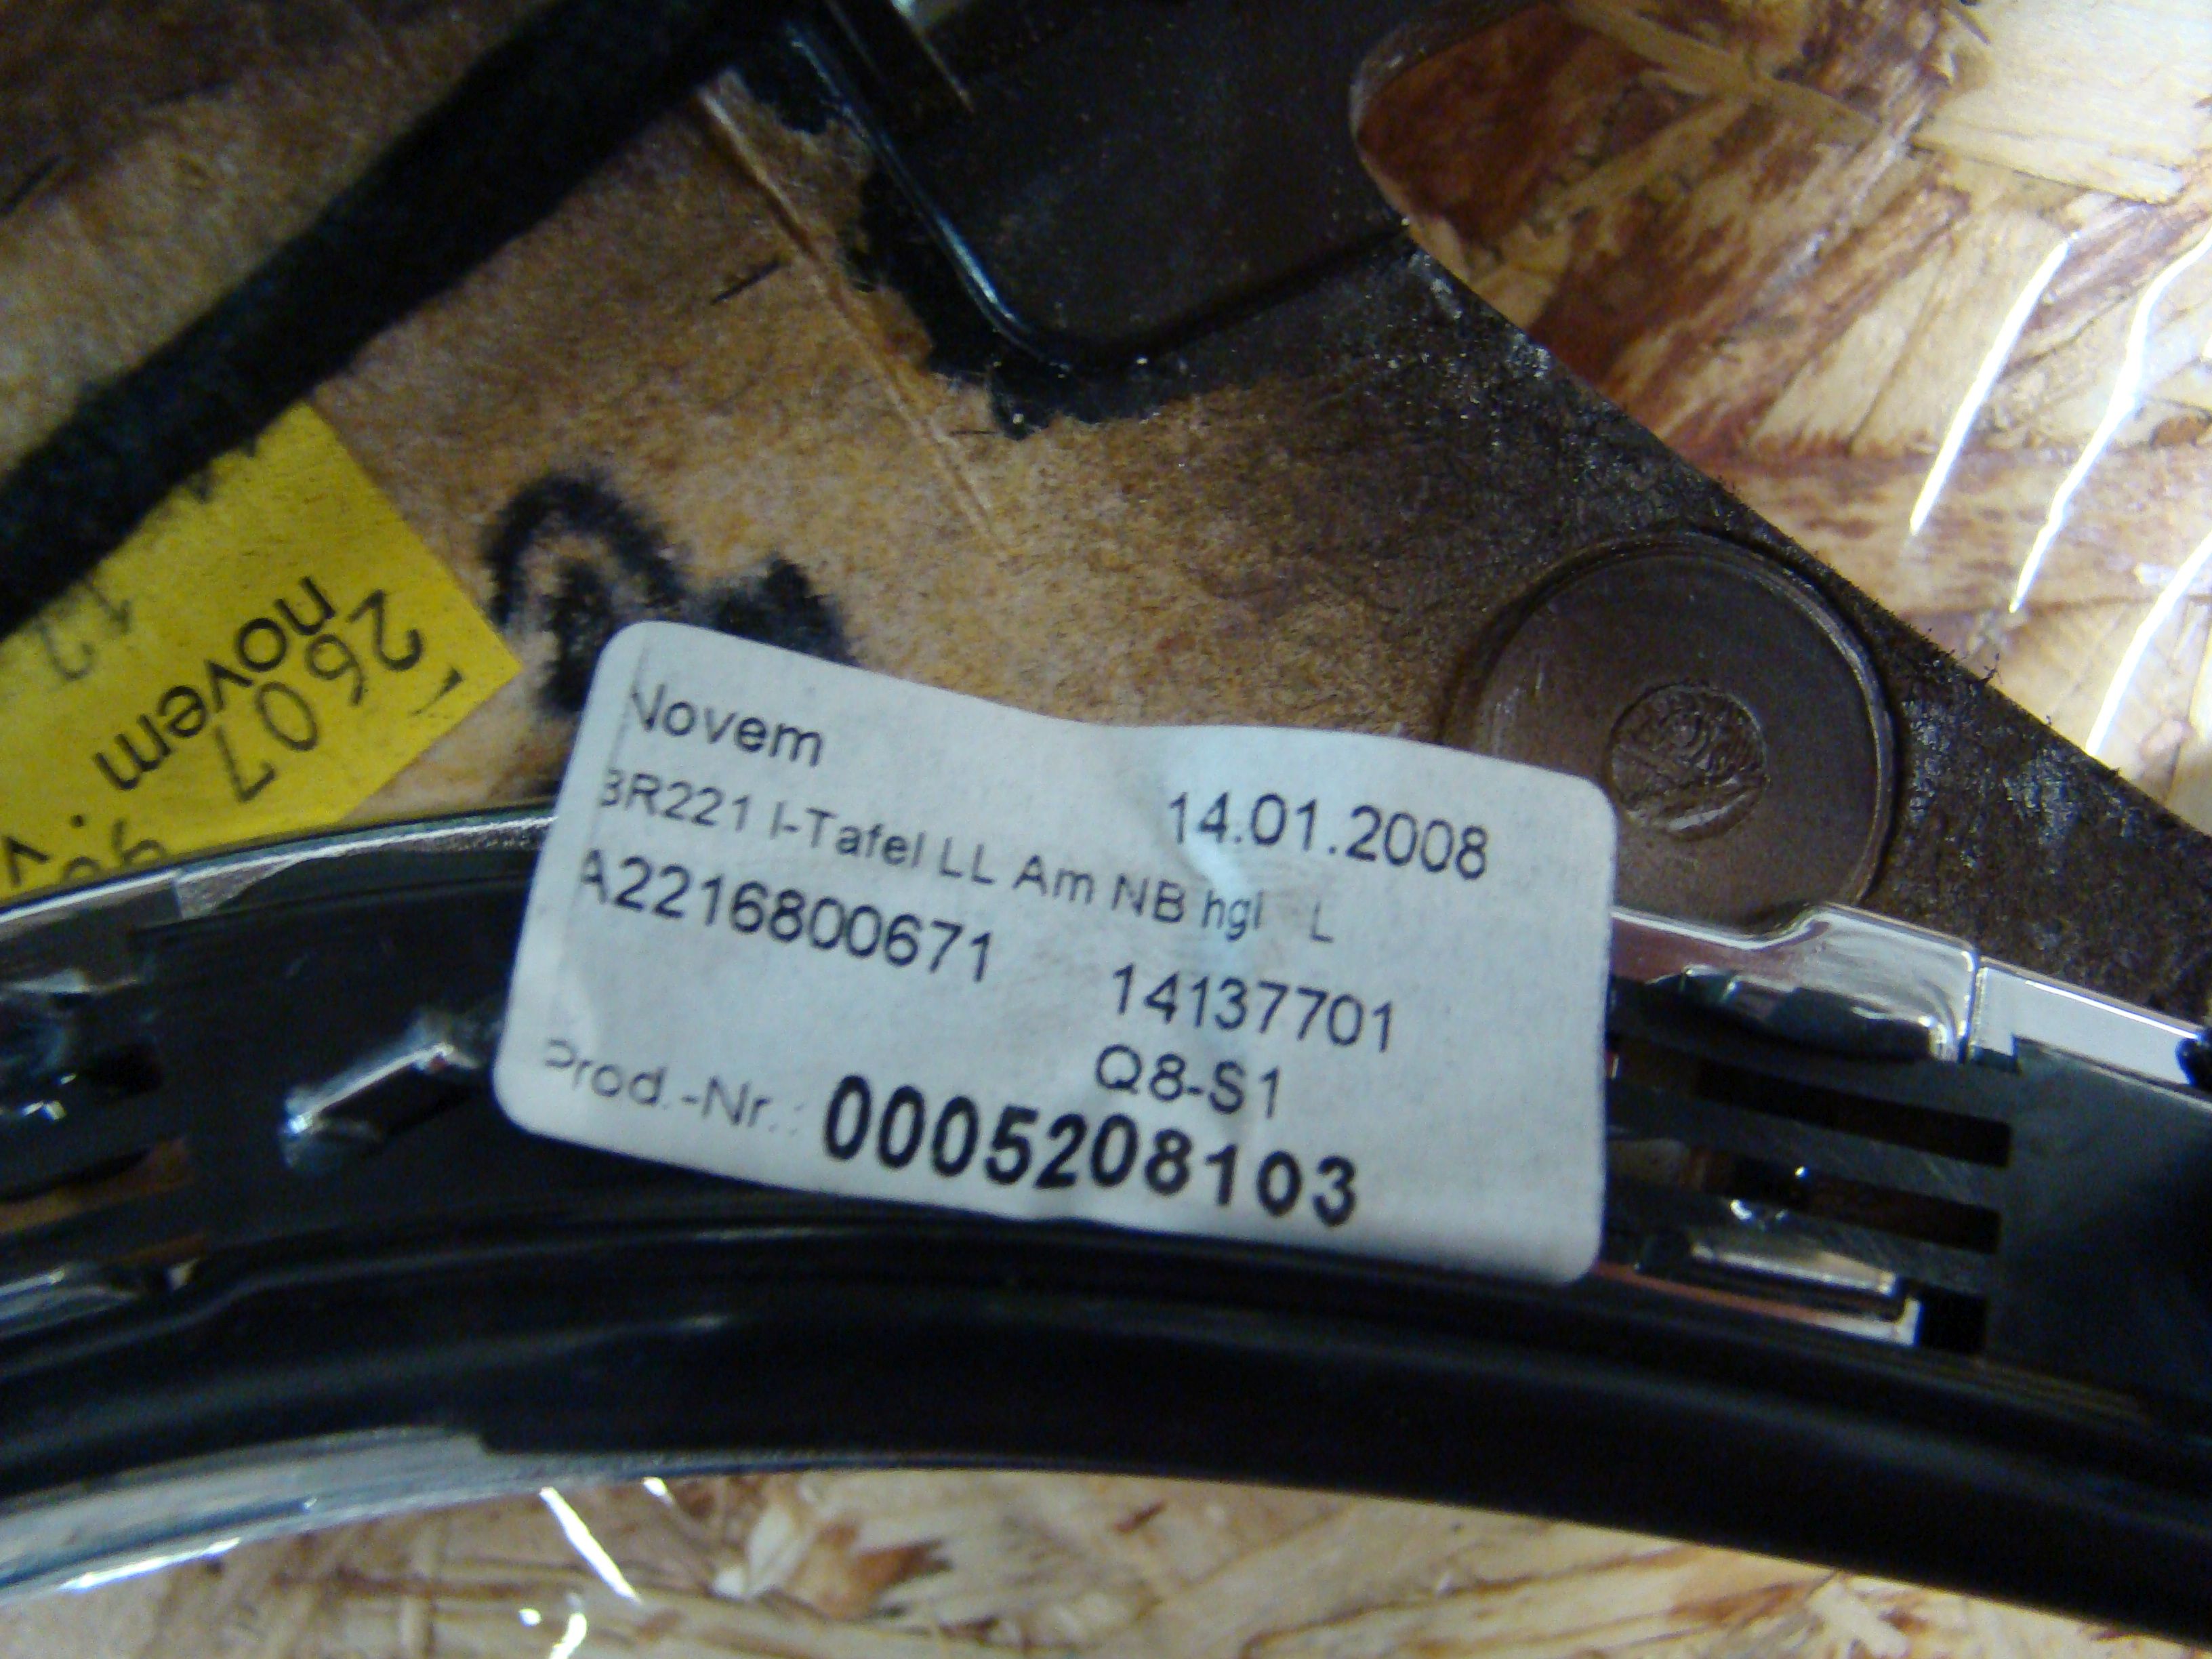 Novem
14.01.2008
BR221 I-Tafel LL Am NB hgl L
A2216800671
14137701
Q8-S1
Prod.-Nr.: 0005208103
2607
novem